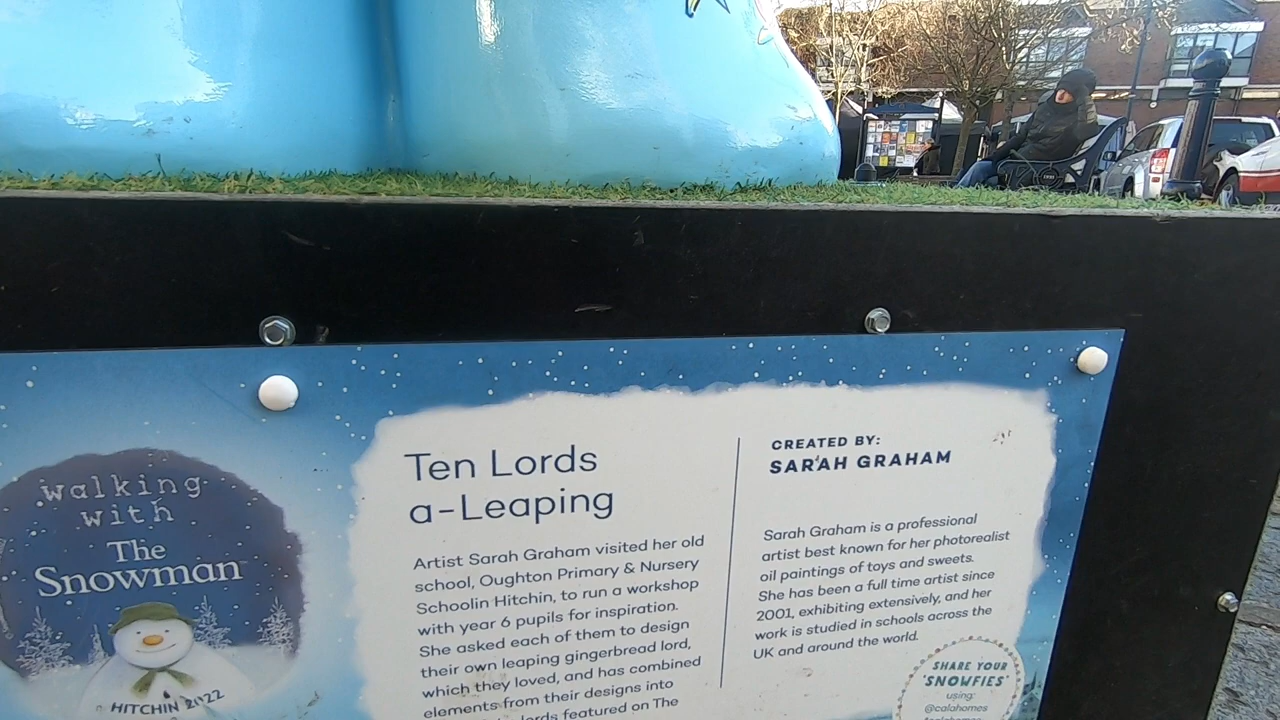 walking
with
The
Snowman
HITCHIN 2022
Ten Lords
a-Leaping
Artist Sarah Graham visited her old
school, Oughton Primary & Nursery
Schoolin Hitchin, to run a workshop
with year 6 pupils for inspiration.
She asked each of them to design
their own leaping gingerbread lord,
which they loved, and has combined
elements from their designs into
lords featured on The
CREATED BY:
SARAH GRAHAM
Sarah Graham is a professional
artist best known for her photorealist
oil paintings of toys and sweets.
She has been a full time artist since
2001, exhibiting extensively, and her
work is studied in schools across the
UK and around the world.
SHARE YOUR
'SNOWFIES'
using:
@calahomes